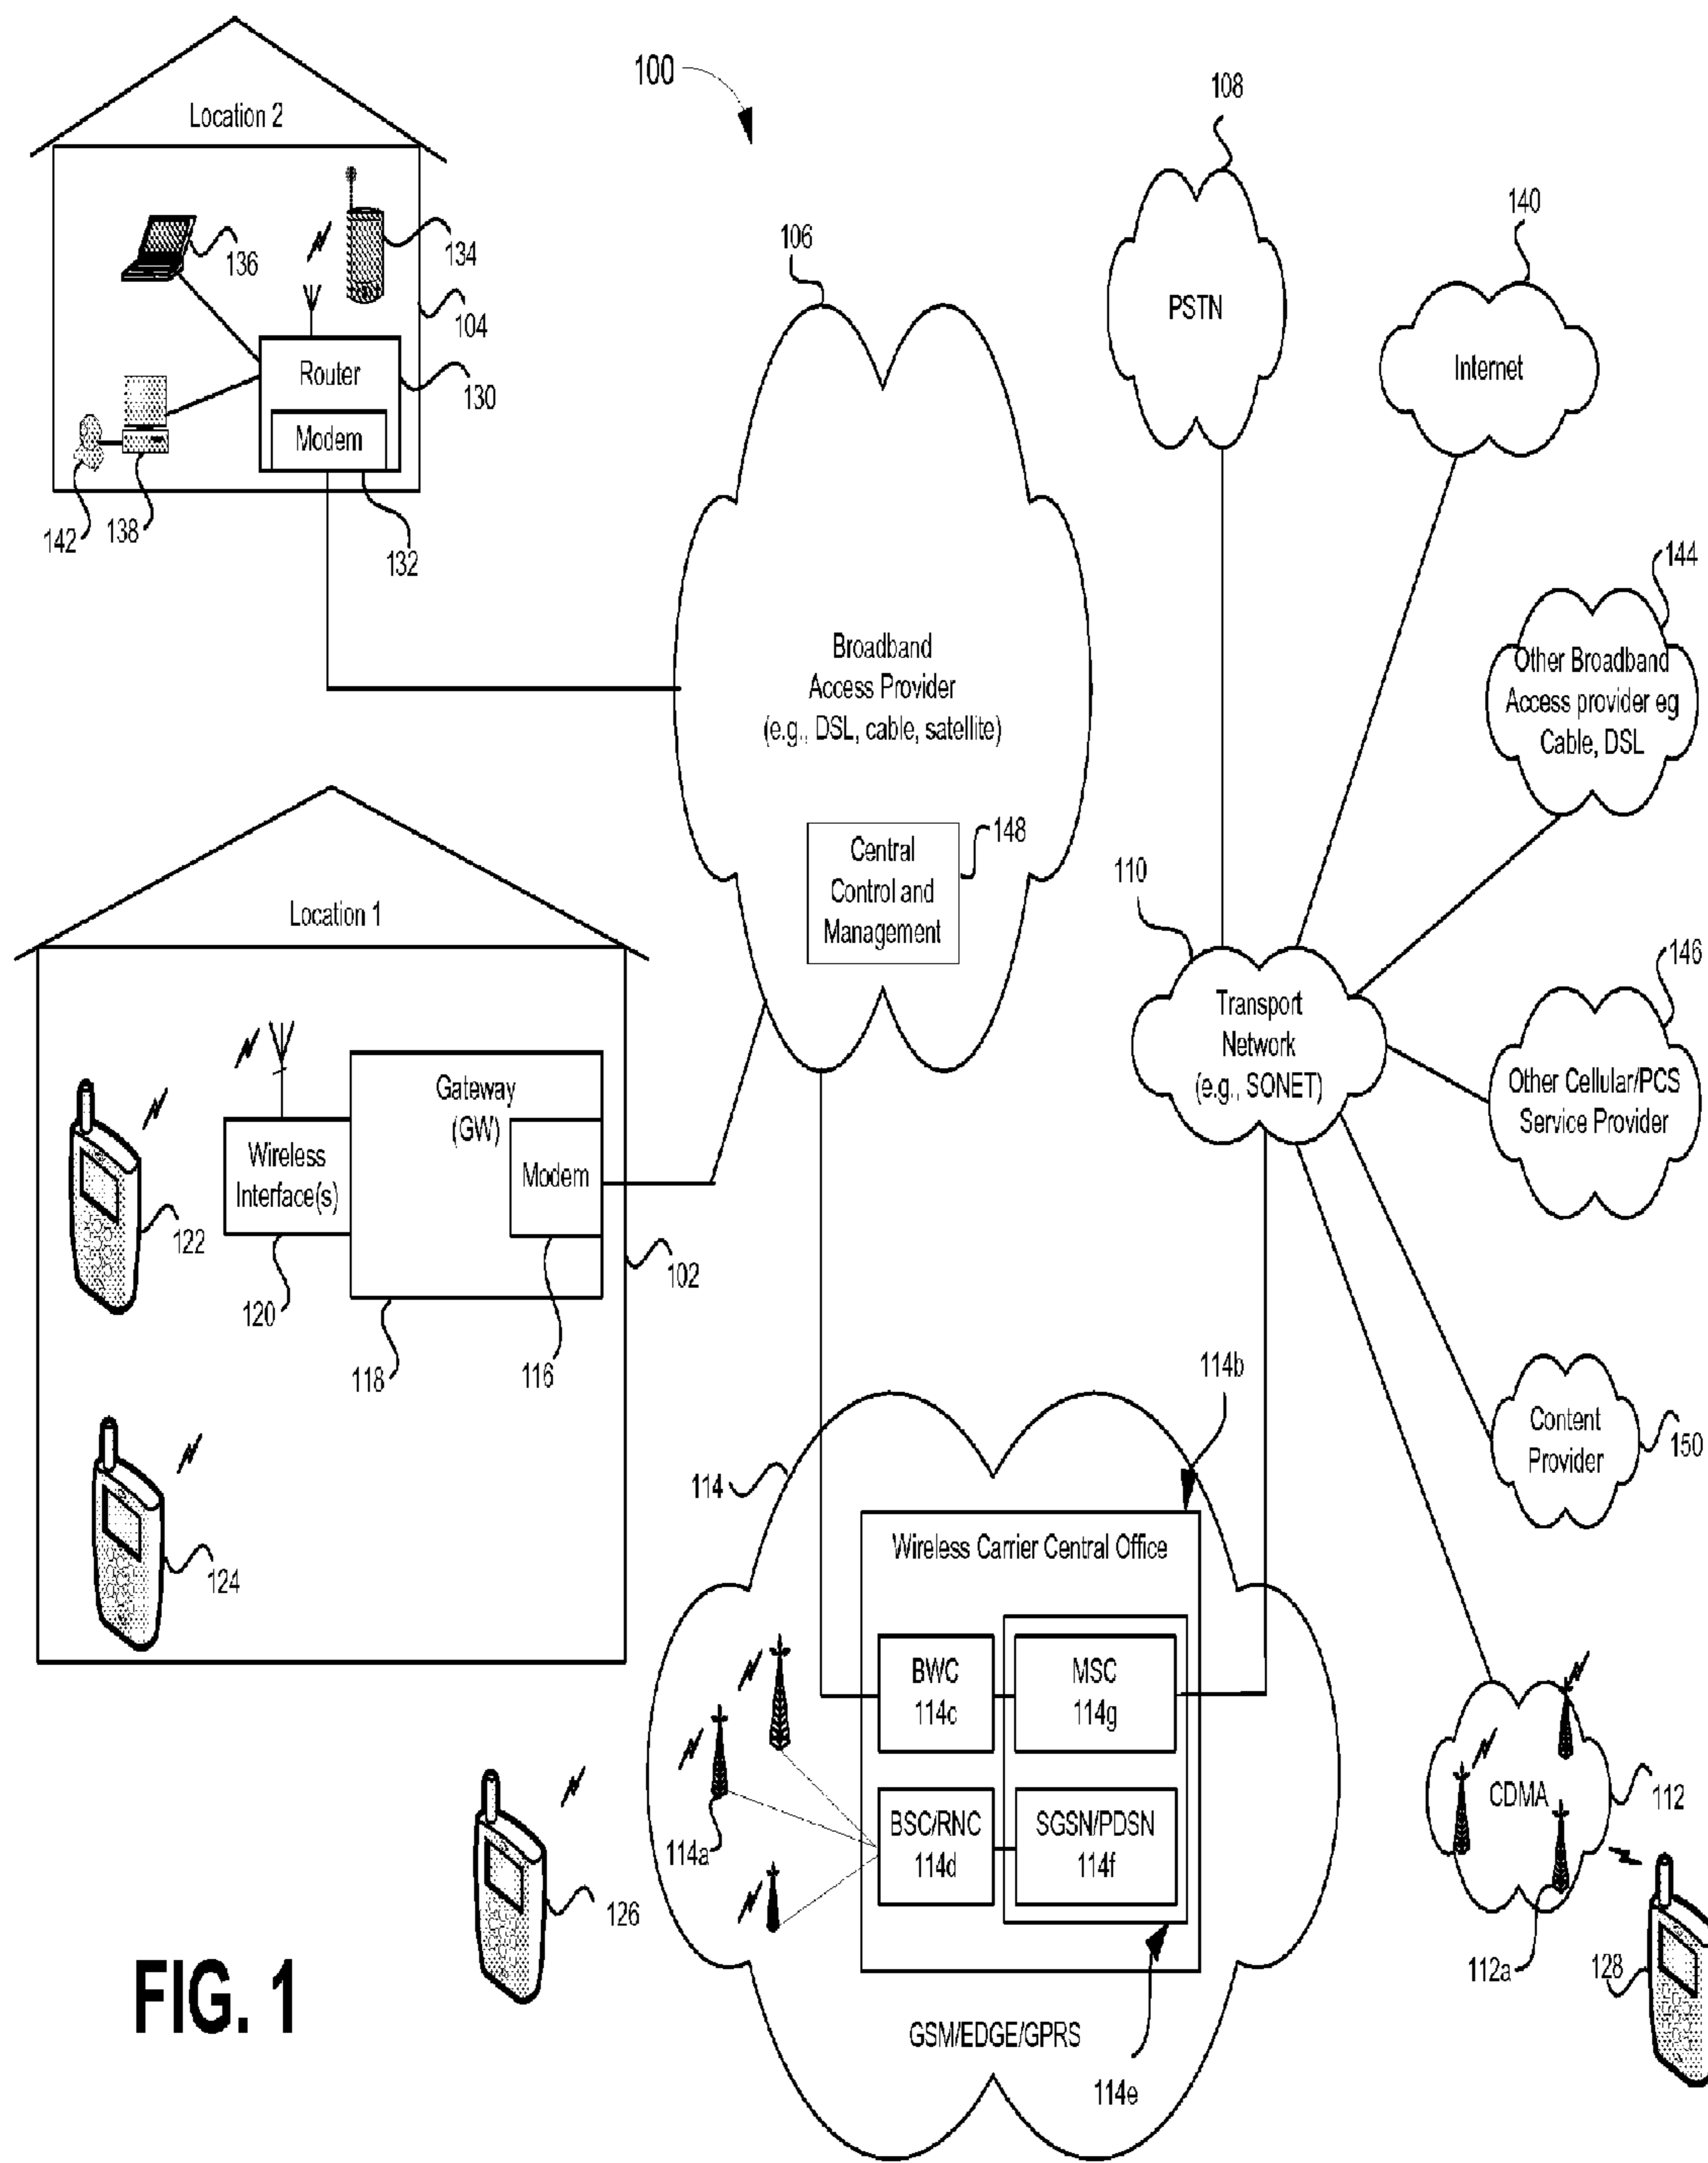 100
Location 2
136
134
104
Router
130
Modem
142
138
132
106
Broadband
Access Provider
(e.g., DSL, cable, satellite)
Central
Control and
Management
148
108
PSTN
140
Internet
144
Other Broadband
Access provider eg
Cable, DSL
110
Transport
Network
(e.g., SONET)
146
Other Cellular/PCS
Service Provider
Content
Provider
150
Location 1
Gateway
(GW)
Wireless
Interface(s)
Modem
122
120
118
116
102
124
114b
114
Wireless Carrier Central Office
BWC
114c
MSC
114g
BSC/RNC
114d
SGSN/PDSN
114f
114a
GSM/EDGE/GPRS
114e
126
CDMA
112
112a
128
FIG. 1